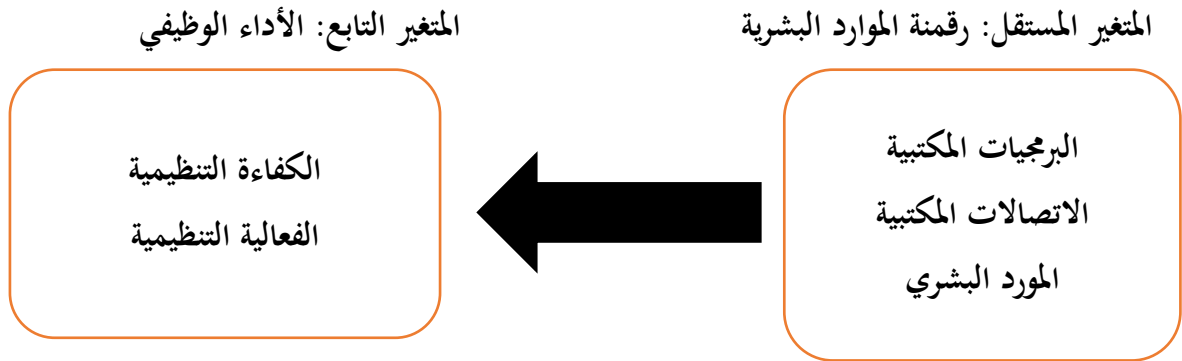 المتغير المستقل: رقمنة الموارد البشرية
المتغير التابع: الأداء الوظيفي
البرمجيات المكتبية
الاتصالات المكتبية
المورد البشري
الكفاءة التنظيمية
الفعالية التنظيمية